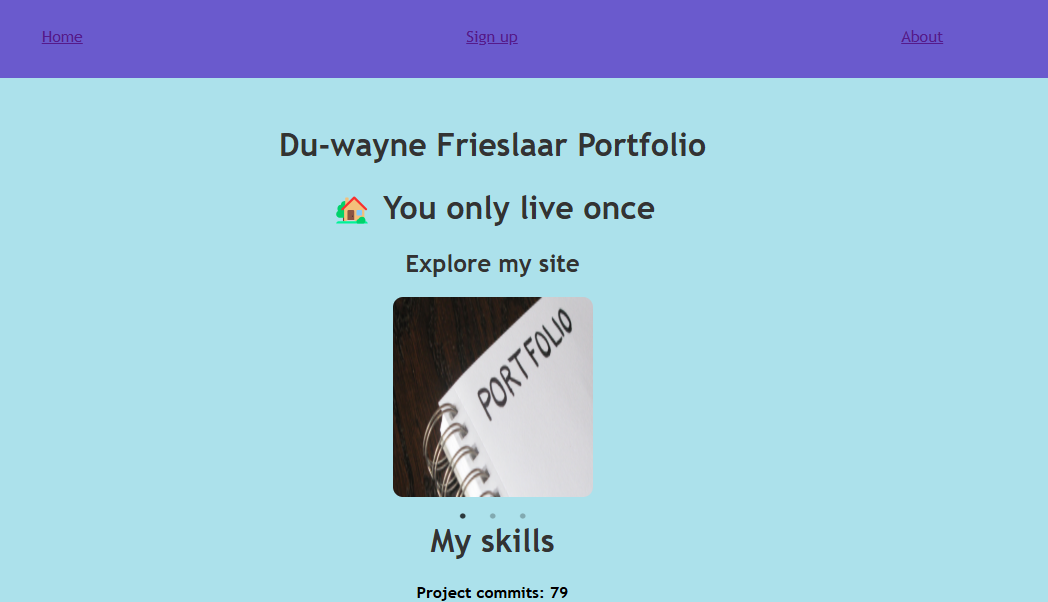 Home Sign up About
Du-wayne Frieslaar Portfolio
You only live once
Explore my site
PORTFOLIO
My skills
Project commits: 79